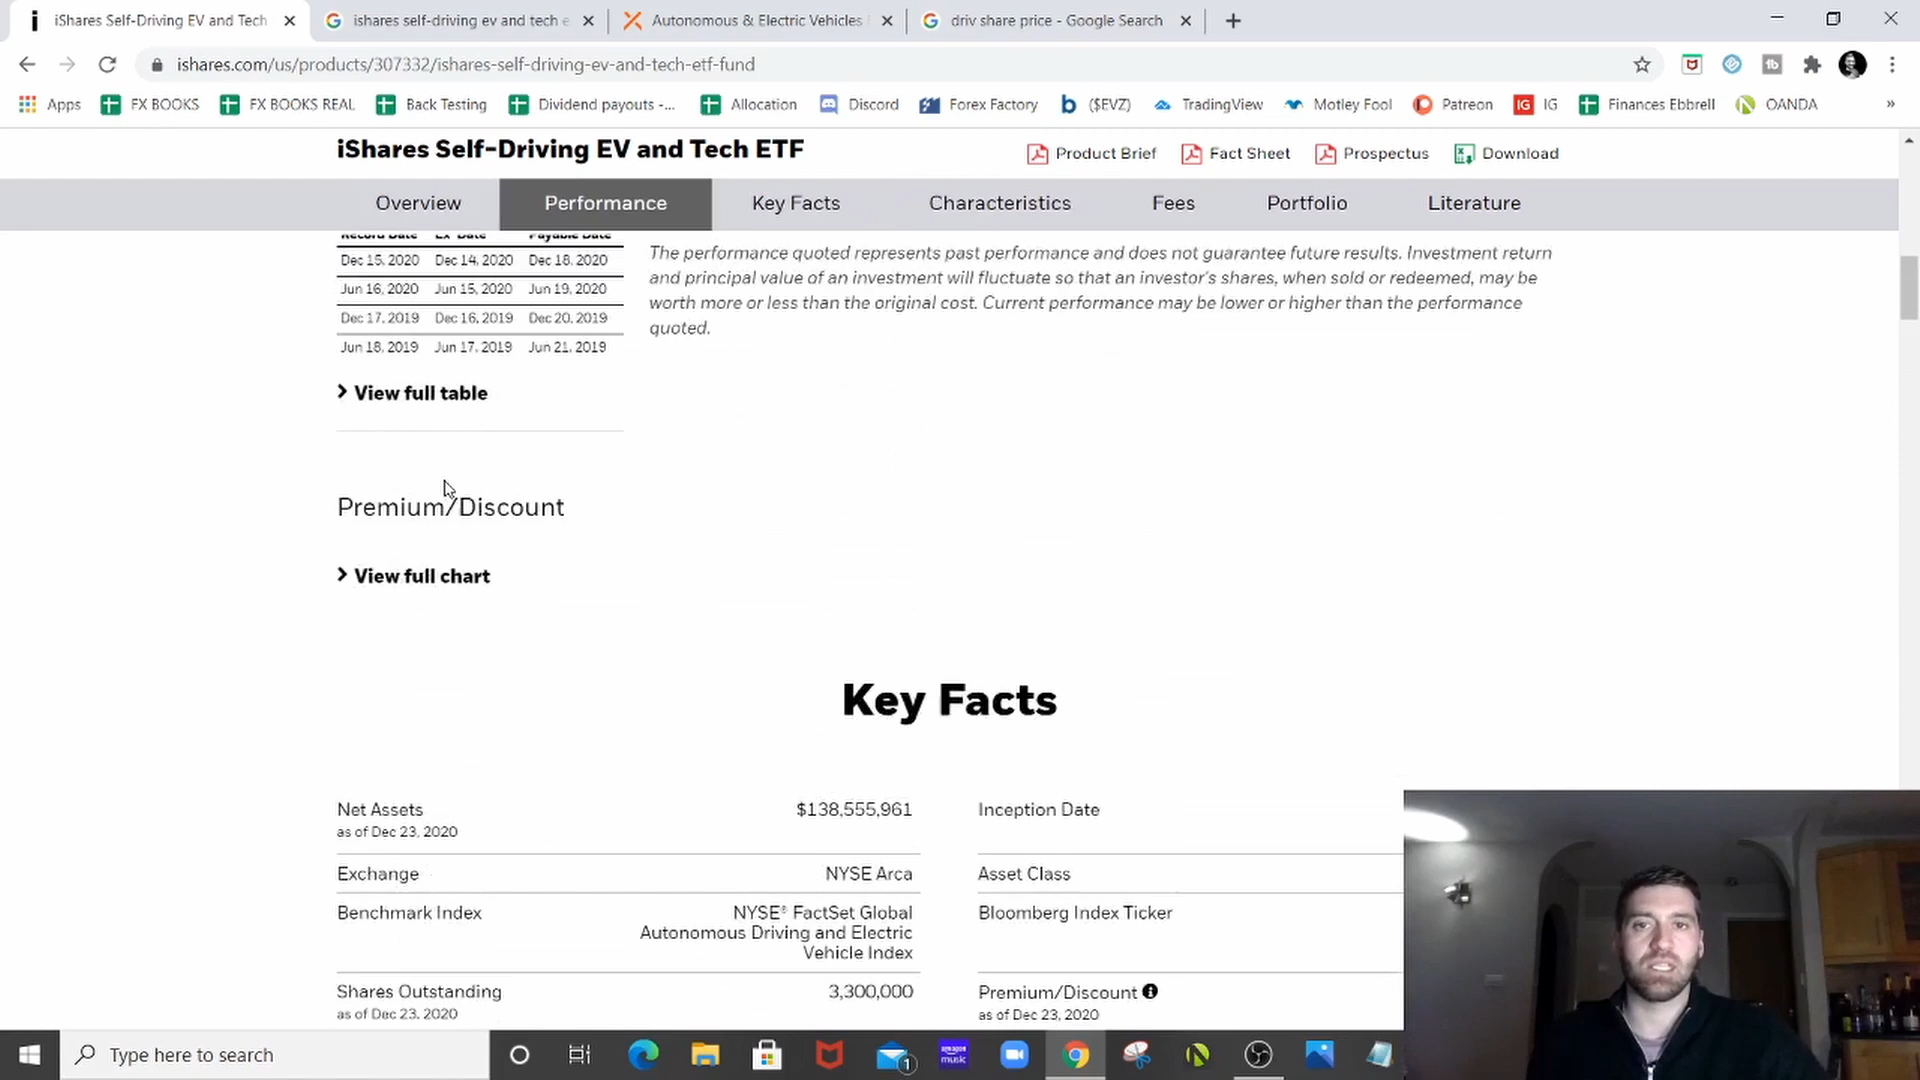 iShares Self-Driving EV and Tech
ishares self-driving ev and tech e
Autonomous & Electric Vehicles
driv share price - Google Search
ishares.com/us/products/307332/ishares-self-driving-ev-and-tech-etf-fund
Apps
FX BOOKS
FX BOOKS REAL
Back Testing
Dividend payouts -...
Allocation
Discord
Forex Factory
($EVZ)
TradingView
Motley Fool
Patreon
IG
IG
Finances Ebbrell
OANDA
»
iShares Self-Driving EV and Tech ETF
Product Brief
Fact Sheet
Prospectus
Download
Overview
Performance
Key Facts
Characteristics
Fees
Portfolio
Literature
Record Date Ex-Date Payable Date
Dec 15, 2020 Dec 14, 2020 Dec 18, 2020
Jun 16, 2020 Jun 15, 2020 Jun 19, 2020
Dec 17, 2019 Dec 16, 2019 Dec 20, 2019
Jun 18, 2019 Jun 17, 2019 Jun 21, 2019
The performance quoted represents past performance and does not guarantee future results. Investment return
and principal value of an investment will fluctuate so that an investor's shares, when sold or redeemed, may be
worth more or less than the original cost. Current performance may be lower or higher than the performance
quoted.
View full table
Premium/Discount
View full chart
Key Facts
Net Assets $138,555,961
as of Dec 23, 2020
Inception Date
Exchange NYSE Arca
Asset Class
Benchmark Index NYSE® FactSet Global
Autonomous Driving and Electric
Vehicle Index
Bloomberg Index Ticker
Shares Outstanding 3,300,000
as of Dec 23, 2020
Premium/Discount
as of Dec 23, 2020
Type here to search
amazon
music
1